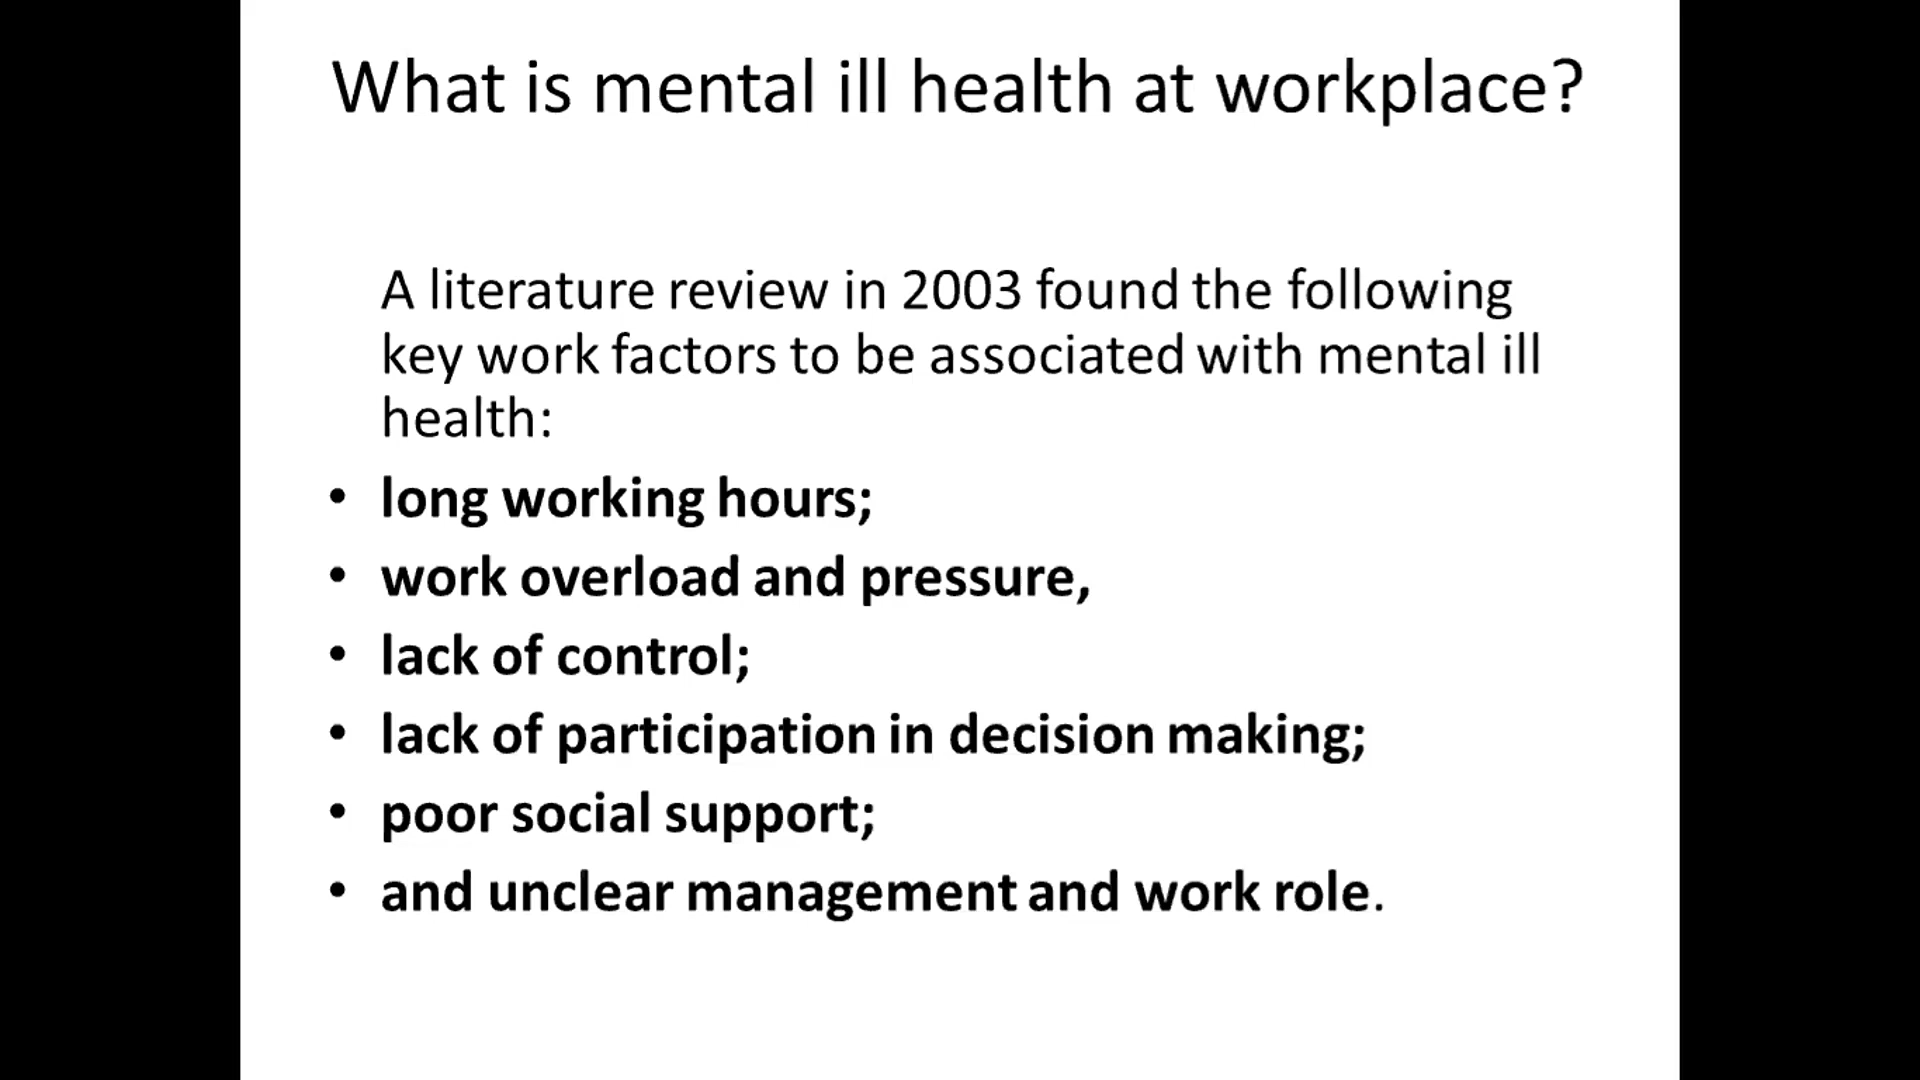 What is mental ill health at workplace?
A literature review in 2003 found the following
key work factors to be associated with mental ill
health:
• long working hours;
• work overload and pressure,
• lack of control;
• lack of participation in decision making;
• poor social support;
• and unclear management and work role.